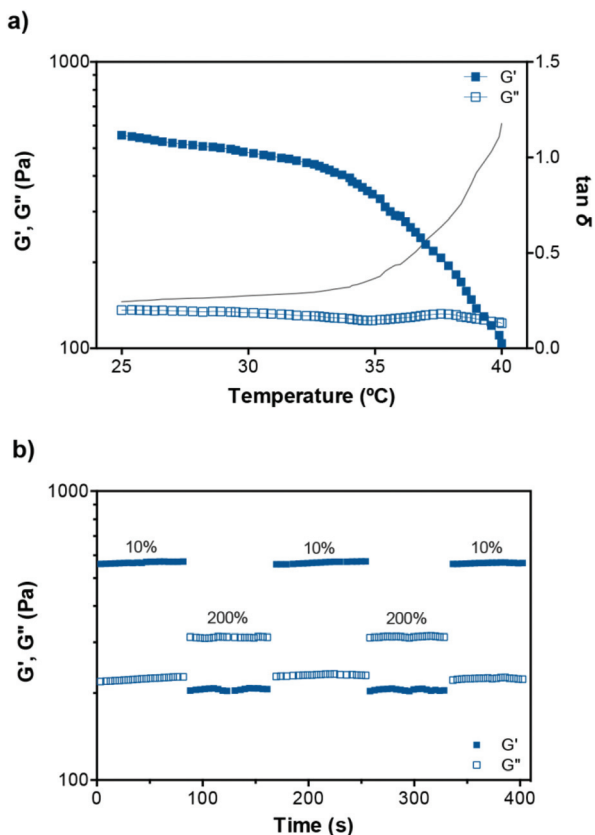 a)
1000
1.5
G'
G"
G', G" (Pa)
1.0
tan δ
0.5
100
0.0
25
30
35
40
Temperature (ºC)
b)
1000
10%
10%
10%
G', G" (Pa)
200%
200%
G'
G"
100
0
100
200
300
400
Time (s)